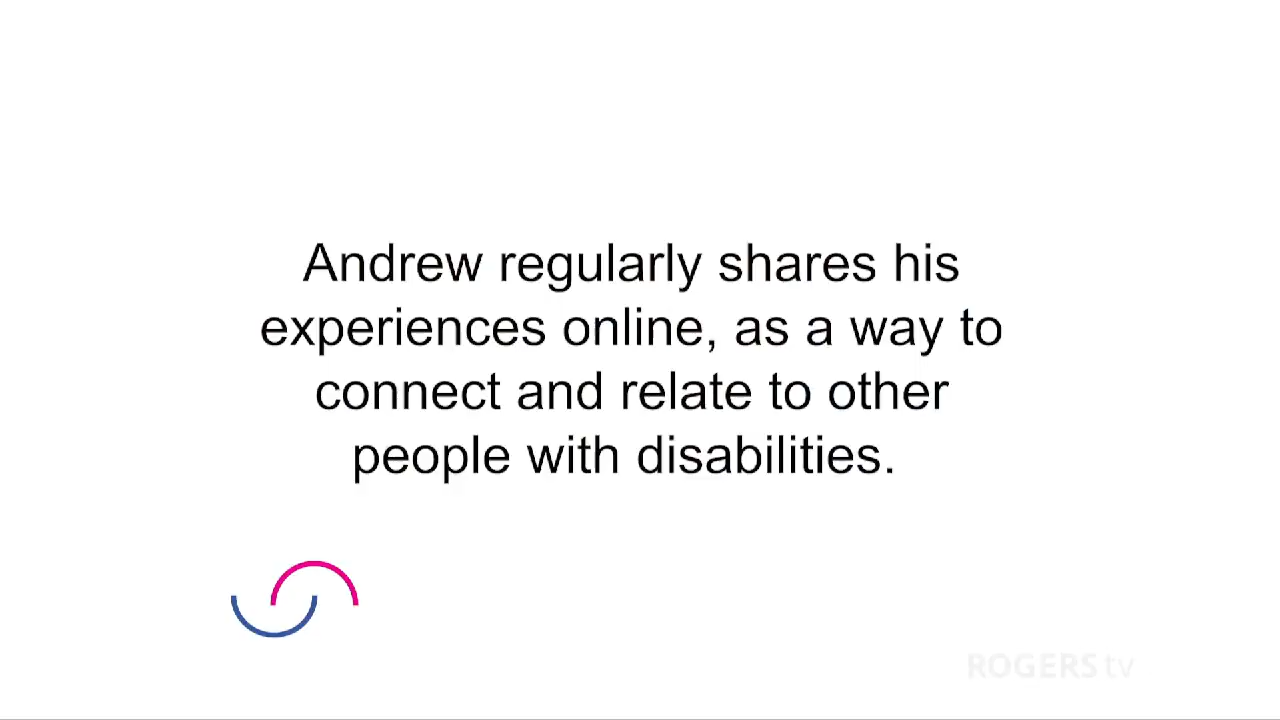 Andrew regularly shares his
experiences online, as a way to
connect and relate to other
people with disabilities.
ROGERS tv